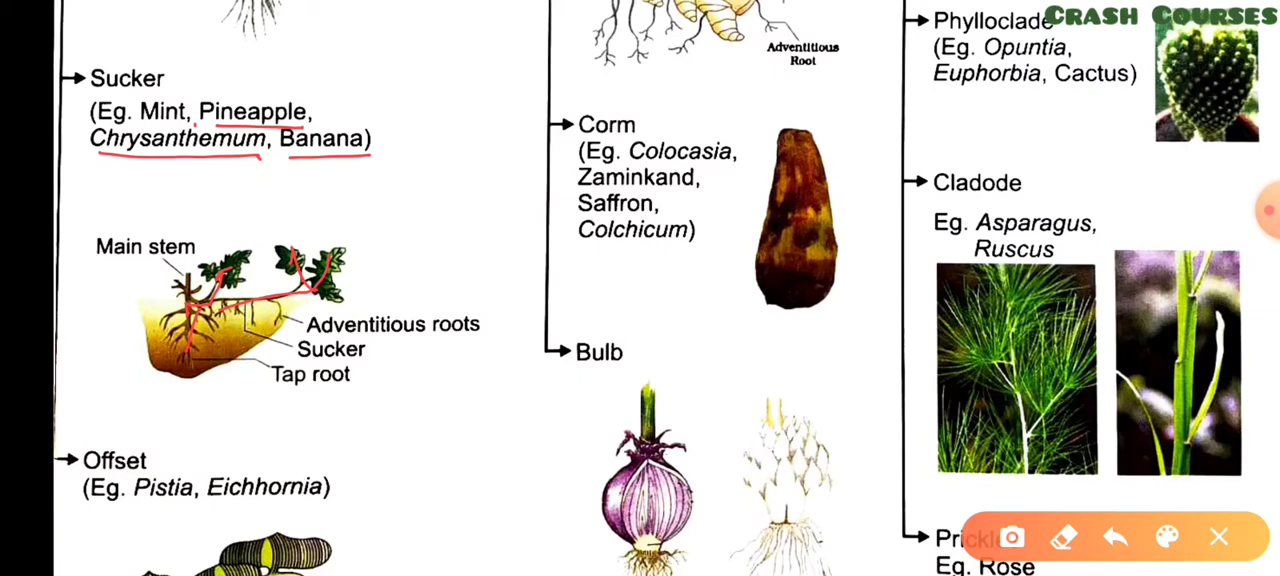 Sucker
(Eg. Mint, Pineapple,
Chrysanthemum, Banana)
Main stem
Adventitious roots
Sucker
Tap root
Offset
(Eg. Pistia, Eichhornia)
Adventitious
Root
Corm
(Eg. Colocasia,
Zaminkand,
Saffron,
Colchicum)
Bulb
Crash Courses
Phylloclade
(Eg. Opuntia,
Euphorbia, Cactus)
Cladode
Eg. Asparagus,
Ruscus
Eg. Rose